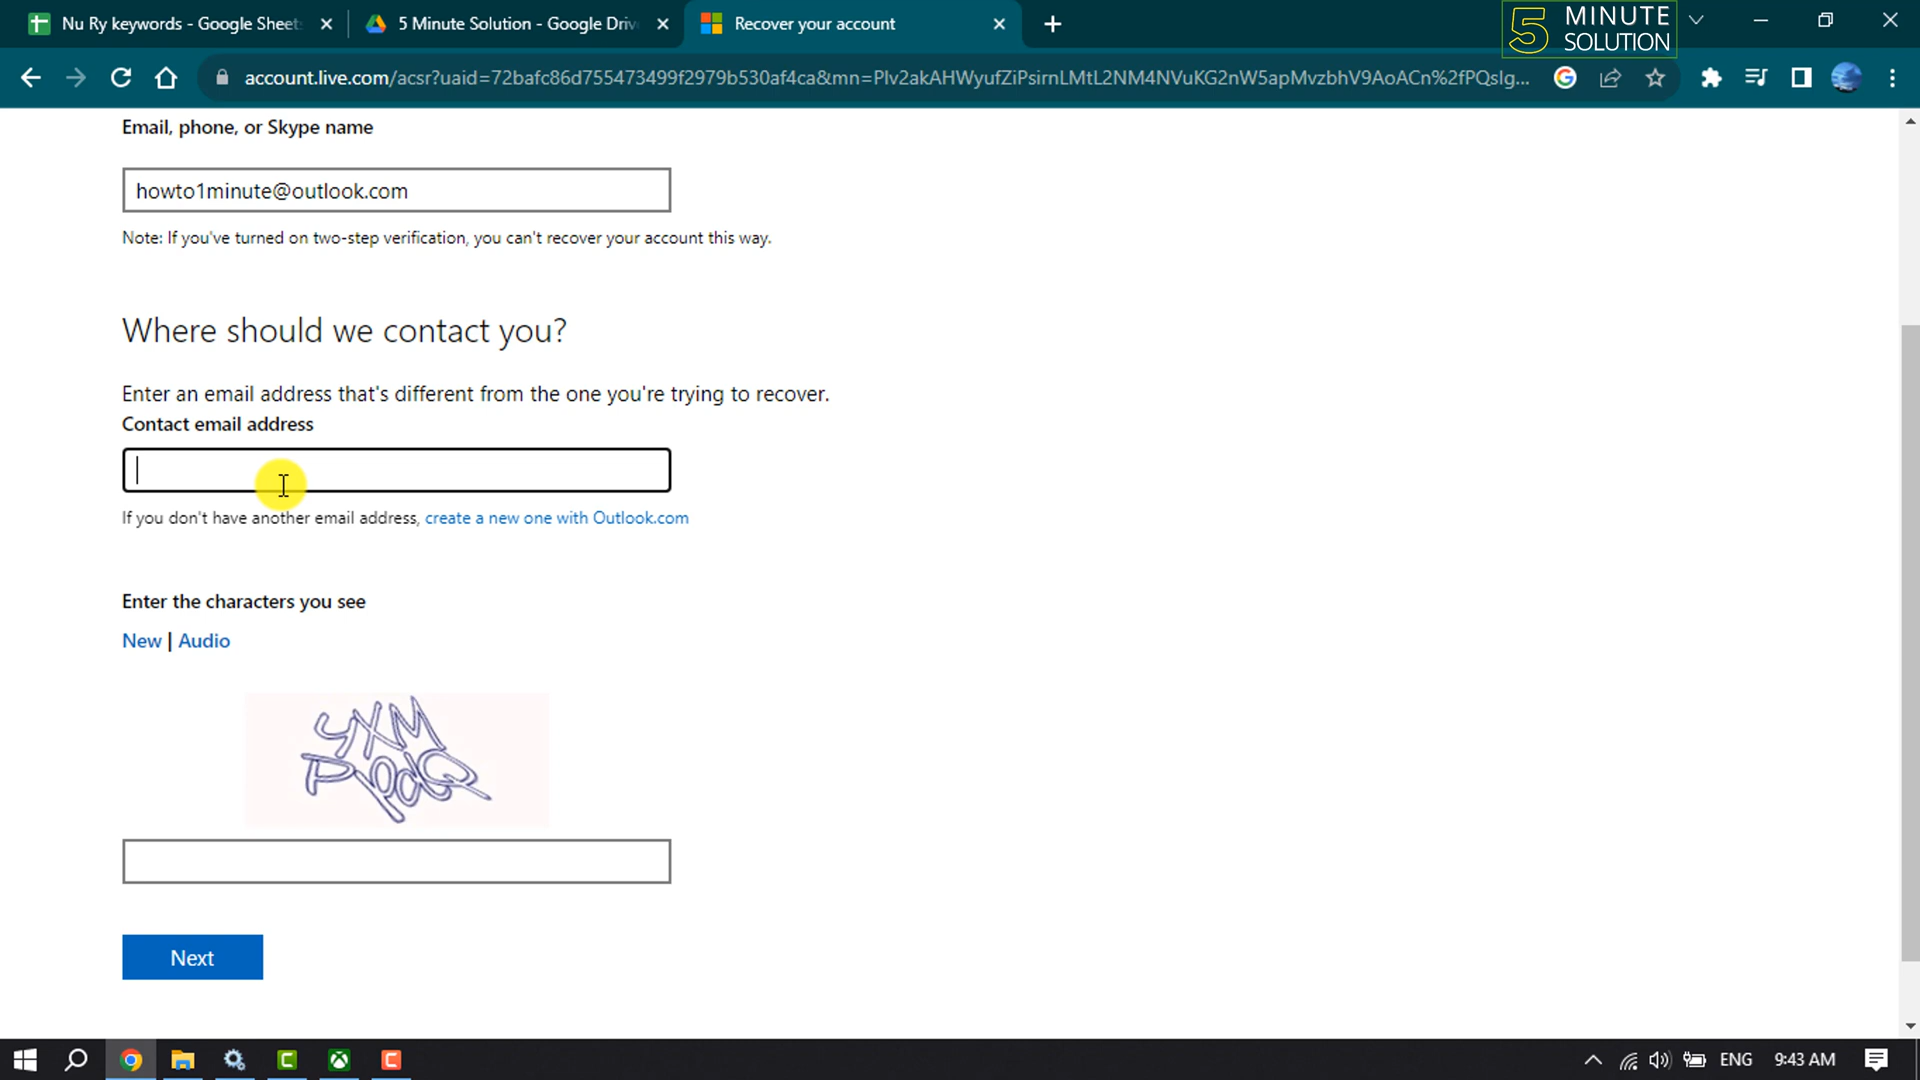 Nu Ry keywords - Google Sheet
5 Minute Solution - Google Driv
Recover your account
5 MINUTE SOLUTION
account.live.com/acsr?uaid=72bafc86d755473499f2979b530af4ca&mn=PIv2akAHWyufZiPsirnLMtL2NM4NVuKG2nW5apMvzbhV9AoACn%2fPQsIg...
Email, phone, or Skype name
howto1minute@outlook.com
Note: If you've turned on two-step verification, you can't recover your account this way.
Where should we contact you?
Enter an email address that's different from the one you're trying to recover.
Contact email address
If you don't have another email address, create a new one with Outlook.com
Enter the characters you see
New | Audio
Next
ENG
9:43 AM